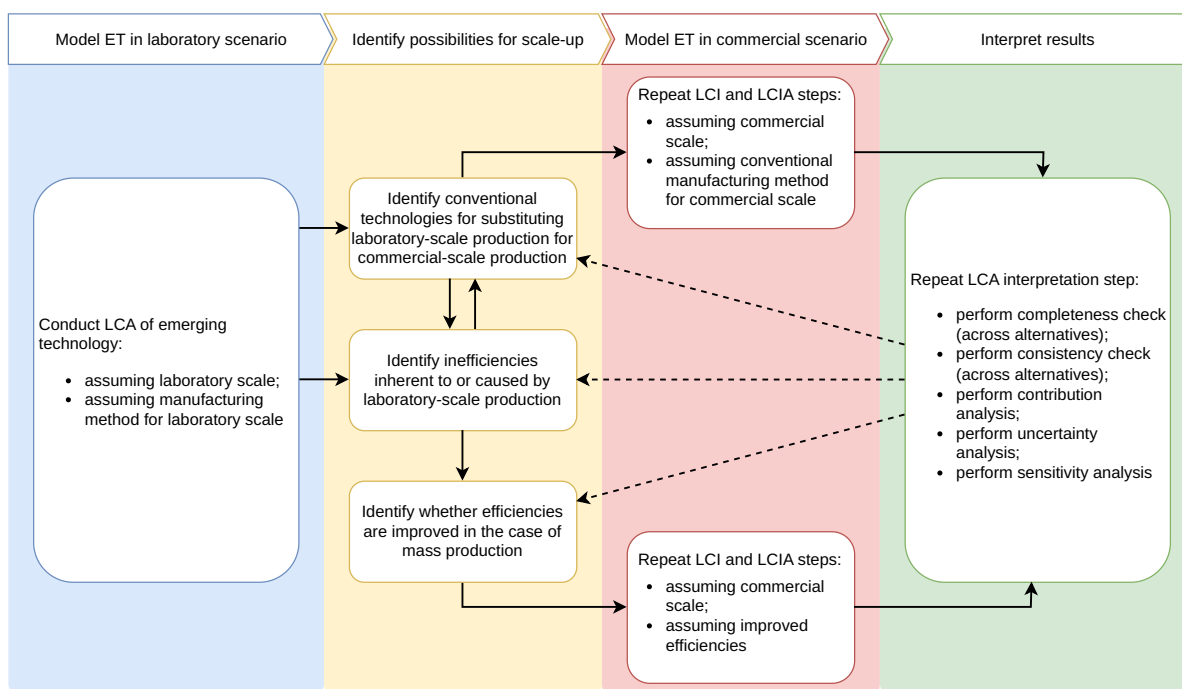 Model ET in laboratory scenario
Identify possibilities for scale-up
Model ET in commercial scenario
Interpret results
Conduct LCA of emerging
technology:
• assuming laboratory scale;
• assuming manufacturing
method for laboratory scale
Identify conventional
technologies for substituting
laboratory-scale production for
commercial-scale production
Identify inefficiencies
inherent to or caused by
laboratory-scale production
Identify whether efficiencies
are improved in the case of
mass production
Repeat LCI and LCIA steps:
• assuming commercial
scale;
• assuming conventional
manufacturing method
for commercial scale
Repeat LCI and LCIA steps:
• assuming commercial
scale;
• assuming improved
efficiencies
Repeat LCA interpretation step:
• perform completeness check
(across alternatives);
• perform consistency check
(across alternatives);
• perform contribution
analysis;
• perform uncertainty
analysis;
• perform sensitivity analysis